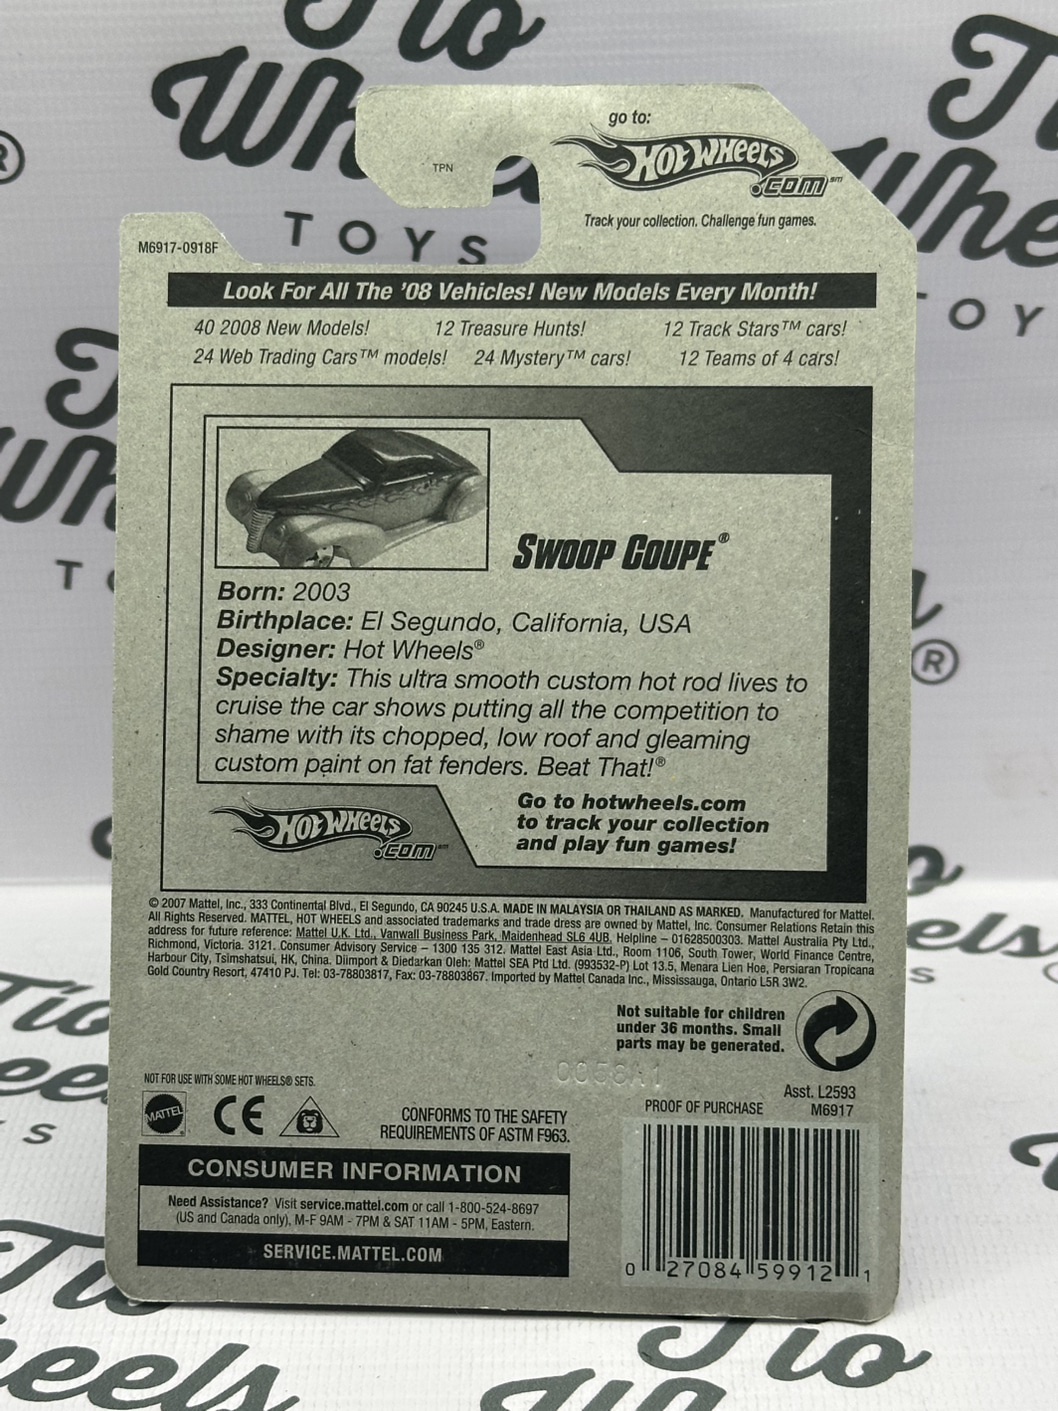 Tio
Wheels
TOYS
go to:
HOT WHEELS
.COM℠
TPN
Track your collection. Challenge fun games.
M6917-0918F
Look For All The '08 Vehicles! New Models Every Month!
40 2008 New Models! 12 Treasure Hunts! 12 Track Stars™ cars!
24 Web Trading Cars™ models! 24 Mystery™ cars! 12 Teams of 4 cars!
SWOOP COUPE®
Born: 2003
Birthplace: El Segundo, California, USA
Designer: Hot Wheels®
Specialty: This ultra smooth custom hot rod lives to
cruise the car shows putting all the competition to
shame with its chopped, low roof and gleaming
custom paint on fat fenders. Beat That!®
HOT WHEELS
.COM℠
Go to hotwheels.com
to track your collection
and play fun games!
© 2007 Mattel, Inc., 333 Continental Blvd., El Segundo, CA 90245 U.S.A. MADE IN MALAYSIA OR THAILAND AS MARKED. Manufactured for Mattel.
All Rights Reserved. MATTEL, HOT WHEELS and associated trademarks and trade dress are owned by Mattel, Inc. Consumer Relations Retain this
address for future reference: Mattel U.K. Ltd., Vanwall Business Park, Maidenhead SL6 4UB. Helpline – 01628500303. Mattel Australia Pty Ltd.,
Richmond, Victoria. 3121. Consumer Advisory Service – 1300 135 312. Mattel East Asia Ltd., Room 1106, South Tower, World Finance Centre,
Harbour City, Tsimshatsui, HK, China. Diimport & Diedarkan Oleh: Mattel SEA Ptd Ltd. (993532-P) Lot 13.5, Menara Lien Hoe, Persiaran Tropicana
Gold Country Resort, 47410 PJ. Tel: 03-78803817, Fax: 03-78803867. Imported by Mattel Canada Inc., Mississauga, Ontario L5R 3W2.
Not suitable for children
under 36 months. Small
parts may be generated.
NOT FOR USE WITH SOME HOT WHEELS® SETS.
MATTEL
CE
CONFORMS TO THE SAFETY
REQUIREMENTS OF ASTM F963.
Asst. L2593
PROOF OF PURCHASE M6917
CONSUMER INFORMATION
Need Assistance? Visit service.mattel.com or call 1-800-524-8697
(US and Canada only), M-F 9AM - 7PM & SAT 11AM - 5PM, Eastern.
SERVICE.MATTEL.COM
0 27084 59912 1